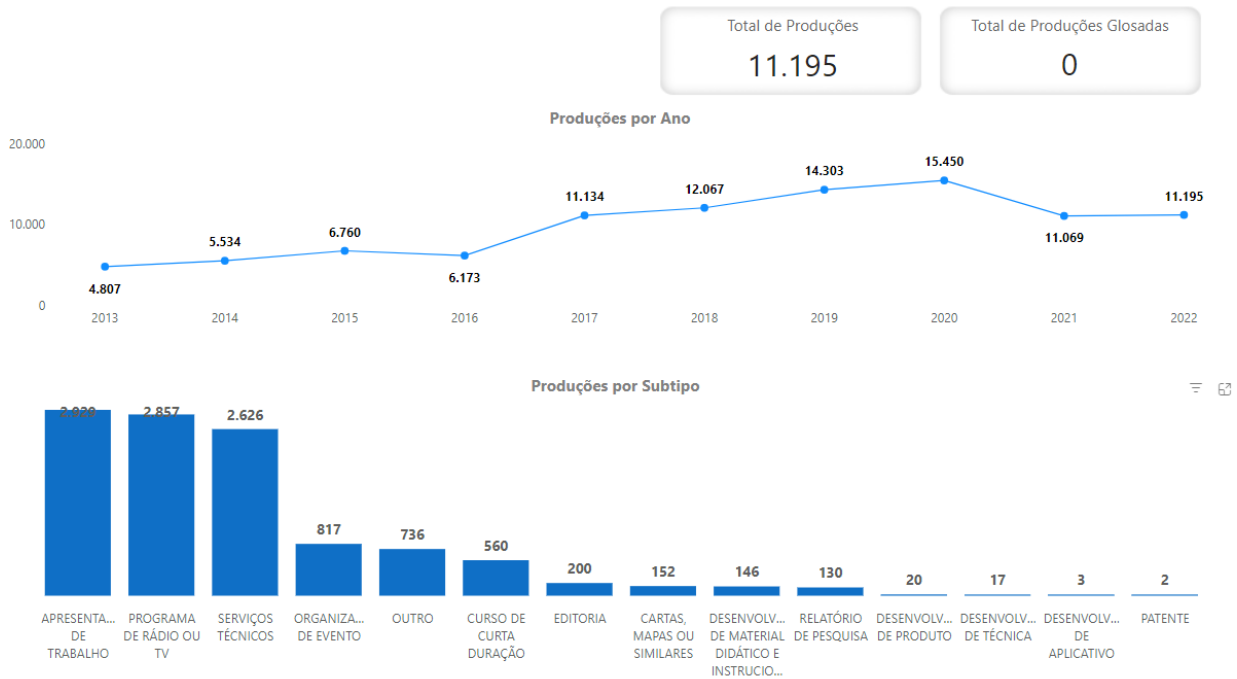 Total de Produções
11.195
Total de Produções Glosadas
0
Produções por Ano
20.000
10.000
0
4.807
5.534
6.760
6.173
11.134
12.067
14.303
15.450
11.069
11.195
2013
2014
2015
2016
2017
2018
2019
2020
2021
2022
Produções por Subtipo
2.929
2.857
2.626
817
736
560
200
152
146
130
20
17
3
2
APRESENTA...
DE
TRABALHO
PROGRAMA
DE RÁDIO OU
TV
SERVIÇOS
TÉCNICOS
ORGANIZA...
DE EVENTO
OUTRO
CURSO DE
CURTA
DURAÇÃO
EDITORIA
CARTAS,
MAPAS OU
SIMILARES
DESENVOLV...
DE MATERIAL
DIDÁTICO E
INSTRUCIO...
RELATÓRIO
DE PESQUISA
DESENVOLV...
DE PRODUTO
DESENVOLV...
DE TÉCNICA
DESENVOLV...
DE
APLICATIVO
PATENTE